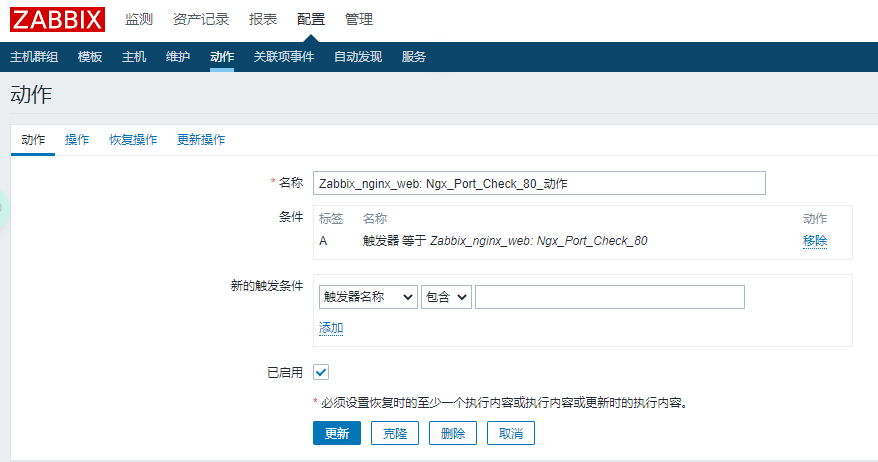 ZABBIX 监测 资产记录 报表 配置 管理
主机群组 模板 主机 维护 动作 关联项事件 自动发现 服务
动作
动作 操作 恢复操作 更新操作
* 名称 Zabbix_nginx_web: Ngx_Port_Check_80_动作
条件 标签 名称 动作
A 触发器 等于 Zabbix_nginx_web: Ngx_Port_Check_80 移除
新的触发条件 触发器名称 包含
添加
已启用
* 必须设置恢复时的至少一个执行内容或执行内容或更新时的执行内容。
更新 克隆 删除 取消